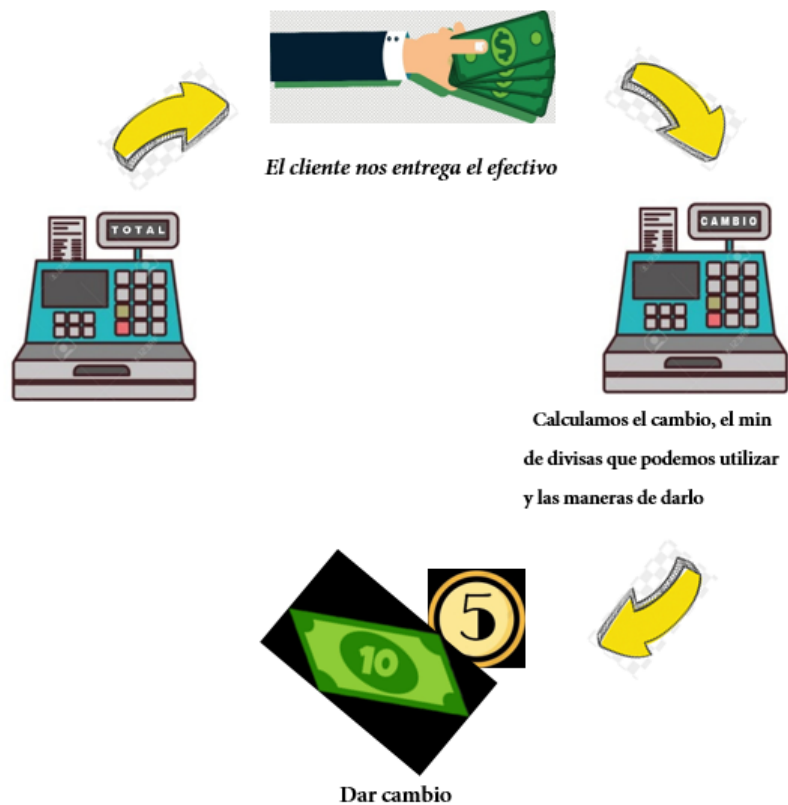 El cliente nos entrega el efectivo
TOTAL
CAMBIO
Calculamos el cambio, el min
de divisas que podemos utilizar
y las maneras de darlo
5
10
Dar cambio